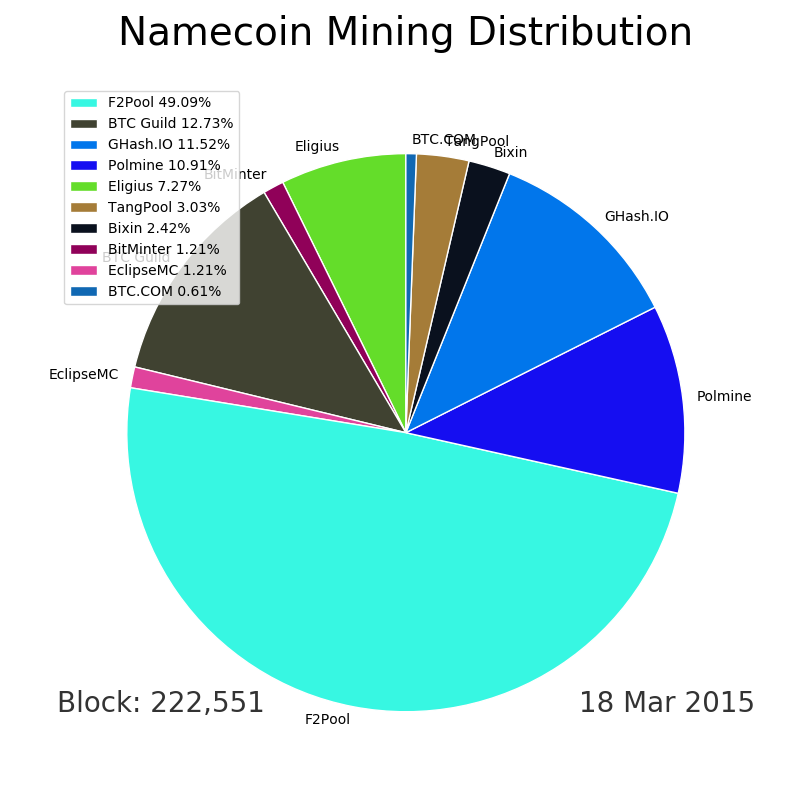 Namecoin Mining Distribution
F2Pool 49.09%
BTC Guild 12.73%
GHash.IO 11.52%
Polmine 10.91%
Eligius 7.27%
TangPool 3.03%
Bixin 2.42%
BitMinter 1.21%
EclipseMC 1.21%
BTC.COM 0.61%
BTC.COM
TangPool
Bixin
Eligius
BitMinter
GHash.IO
BTC Guild
EclipseMC
Polmine
F2Pool
Block: 222,551
18 Mar 2015